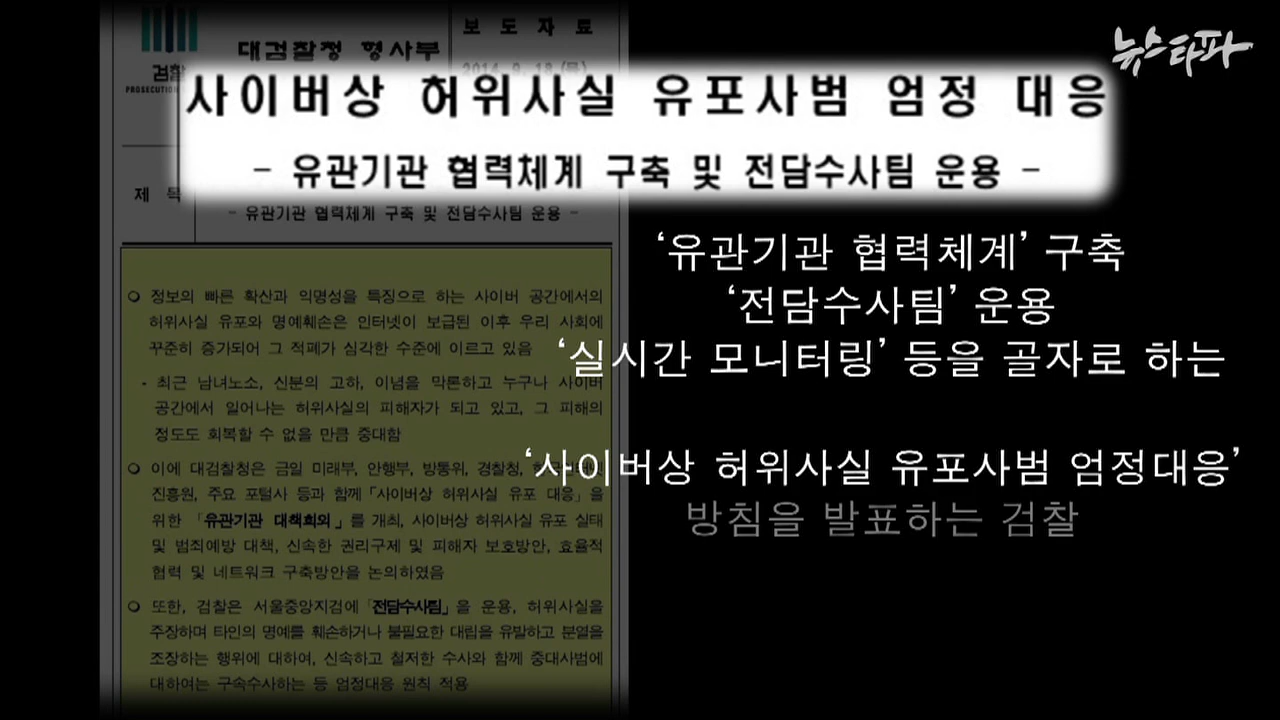 뉴스타파
검찰
PROSECUTION
대검찰청 형사부
보 도 자 료
2014. 9. 18.(목)
사이버상 허위사실 유포사범 엄정 대응
- 유관기관 협력체계 구축 및 전담수사팀 운용 -
제 목
- 유관기관 협력체계 구축 및 전담수사팀 운용 -
○ 정보의 빠른 확산과 익명성을 특징으로 하는 사이버 공간에서의
허위사실 유포와 명예훼손은 인터넷이 보급된 이후 우리 사회에
꾸준히 증가되어 그 적폐가 심각한 수준에 이르고 있음
- 최근 남녀노소, 신분의 고하, 이념을 막론하고 누구나 사이버
공간에서 일어나는 허위사실의 피해자가 되고 있고, 그 피해의
정도도 회복할 수 없을 만큼 중대함
○ 이에 대검찰청은 금일 미래부, 안행부, 방통위, 경찰청,
진흥원, 주요 포털사 등과 함께「사이버상 허위사실 유포 대응」을
위한 「유관기관 대책회의」를 개최, 사이버상 허위사실 유포 실태
및 범죄예방 대책, 신속한 권리구제 및 피해자 보호방안, 효율적
협력 및 네트워크 구축방안을 논의하였음
○ 또한, 검찰은 서울중앙지검에「전담수사팀」을 운용, 허위사실을
주장하며 타인의 명예를 훼손하거나 불필요한 대립을 유발하고 분열을
조장하는 행위에 대하여, 신속하고 철저한 수사와 함께 중대사범에
대하여는 구속수사하는 등 엄정대응 원칙 적용
‘유관기관 협력체계’ 구축
‘전담수사팀’ 운용
‘실시간 모니터링’ 등을 골자로 하는
‘사이버상 허위사실 유포사범 엄정대응’
방침을 발표하는 검찰